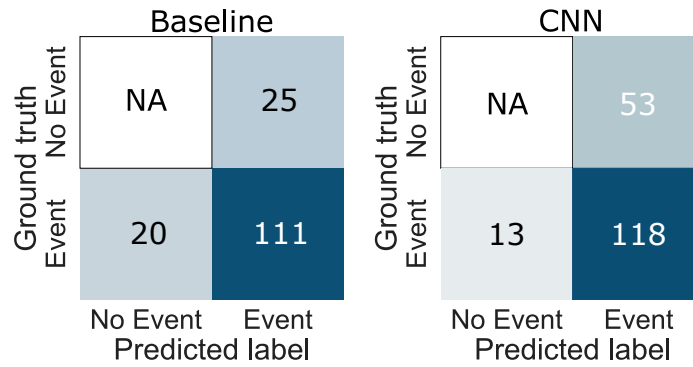 Baseline
Ground truth
No Event
Event
NA
25
20
111
No Event
Event
Predicted label
CNN
Ground truth
No Event
Event
NA
53
13
118
No Event
Event
Predicted label